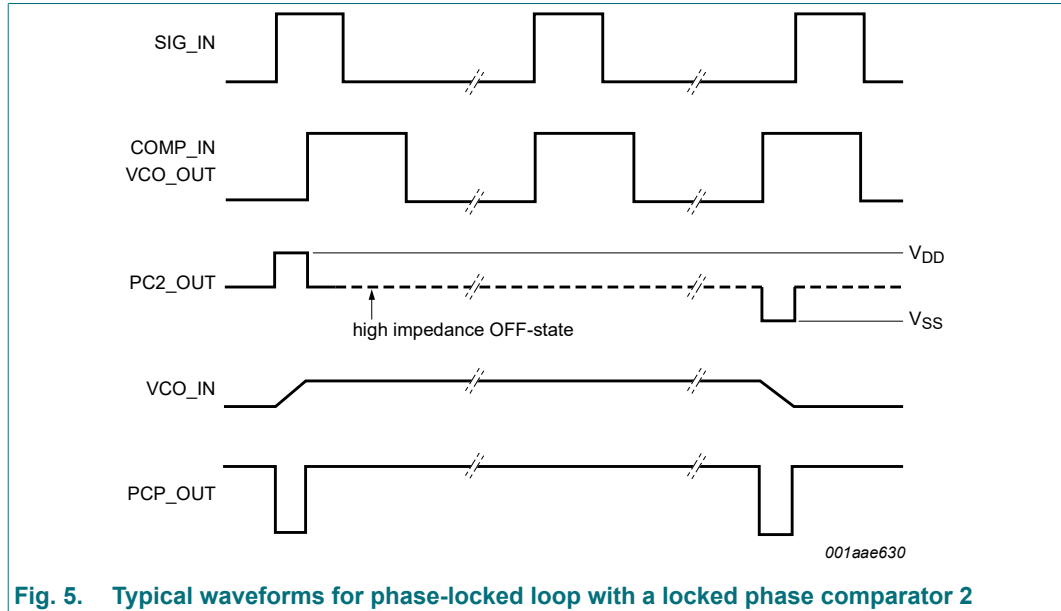 SIG_IN
COMP_IN
VCO_OUT
VDD
PC2_OUT
high impedance OFF-state
VSS
VCO_IN
PCP_OUT
001aae630
Fig. 5. Typical waveforms for phase-locked loop with a locked phase comparator 2